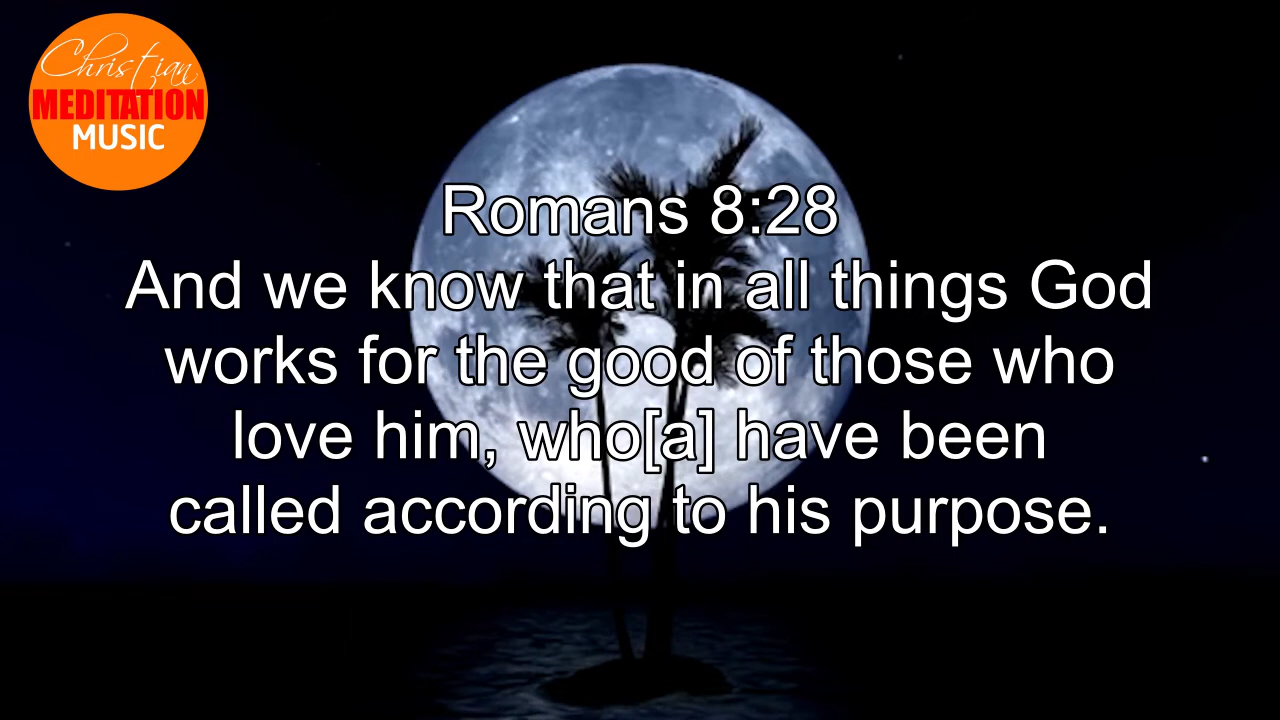 Christian
MEDITATION
MUSIC
Romans 8:28
And we know that in all things God
works for the good of those who
love him, who[a] have been
called according to his purpose.